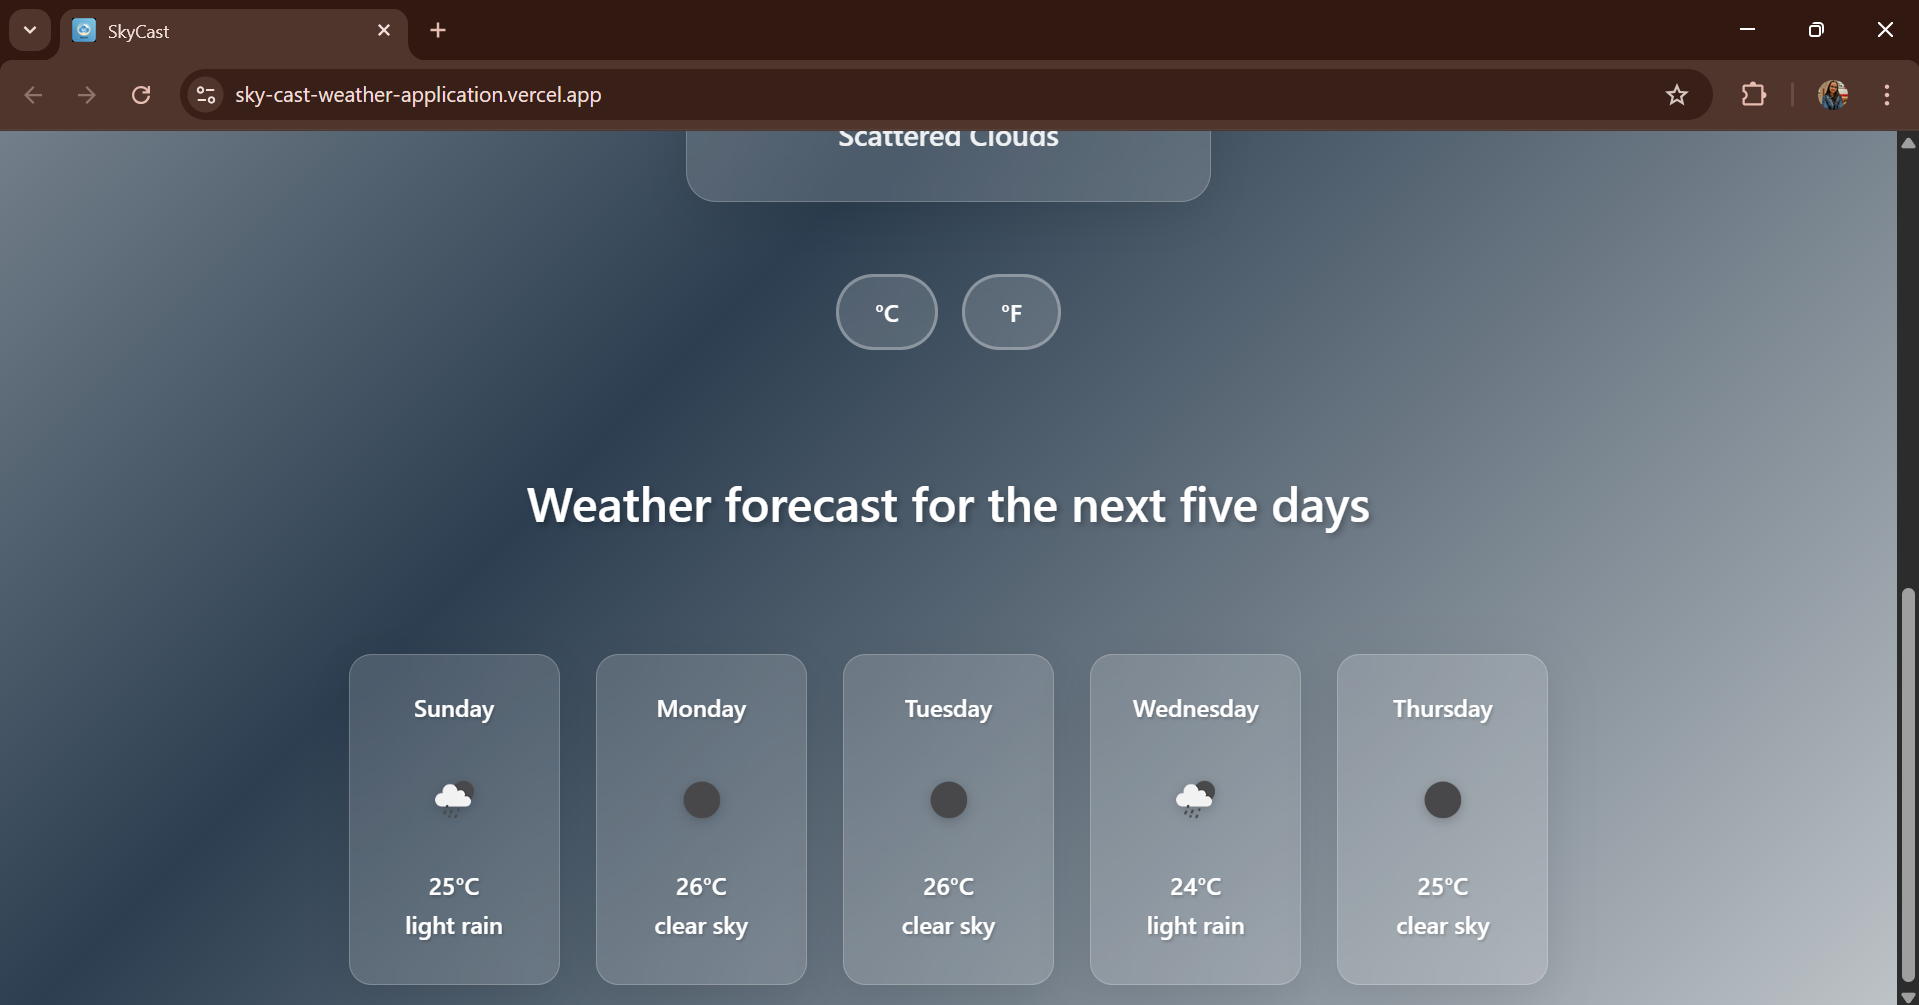 SkyCast
sky-cast-weather-application.vercel.app
Scattered Clouds
°C
°F
Weather forecast for the next five days
Sunday
25°C
light rain
Monday
26°C
clear sky
Tuesday
26°C
clear sky
Wednesday
24°C
light rain
Thursday
25°C
clear sky